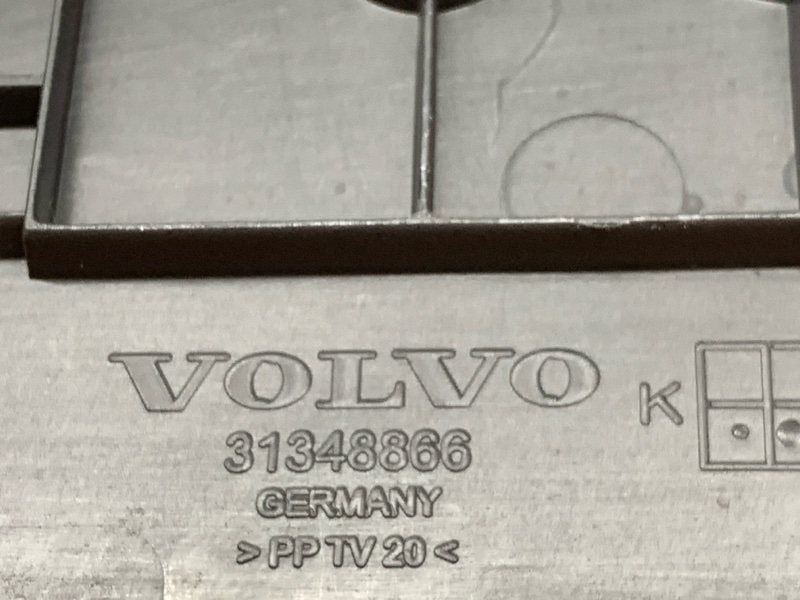 VOLVO
K
31348866
GERMANY
>PP TV 20<